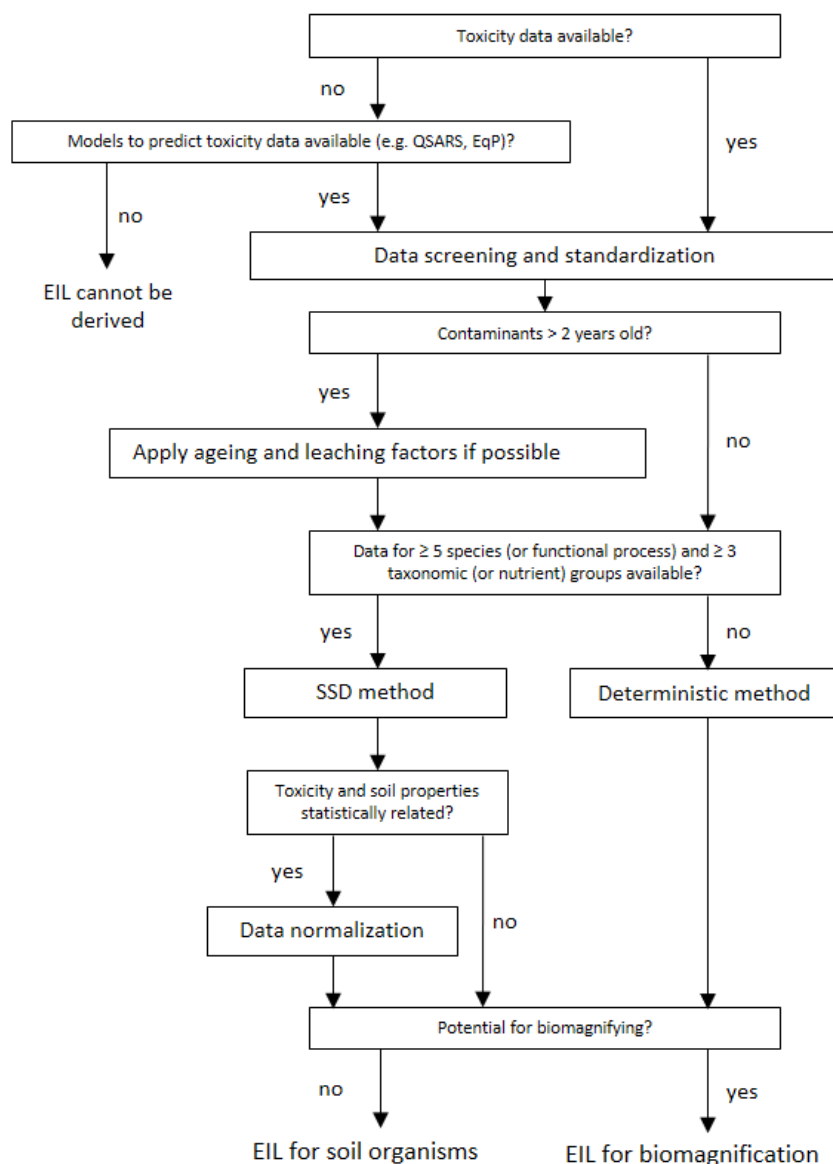 Toxicity data available?
no
Models to predict toxicity data available (e.g. QSARS, EqP)?
yes
no
yes
Data screening and standardization
EIL cannot be
derived
Contaminants > 2 years old?
yes
Apply ageing and leaching factors if possible
no
Data for ≥ 5 species (or functional process) and ≥ 3
taxonomic (or nutrient) groups available?
yes
no
SSD method
Deterministic method
Toxicity and soil properties
statistically related?
yes
no
Data normalization
Potential for biomagnifying?
no
yes
EIL for soil organisms
EIL for biomagnification